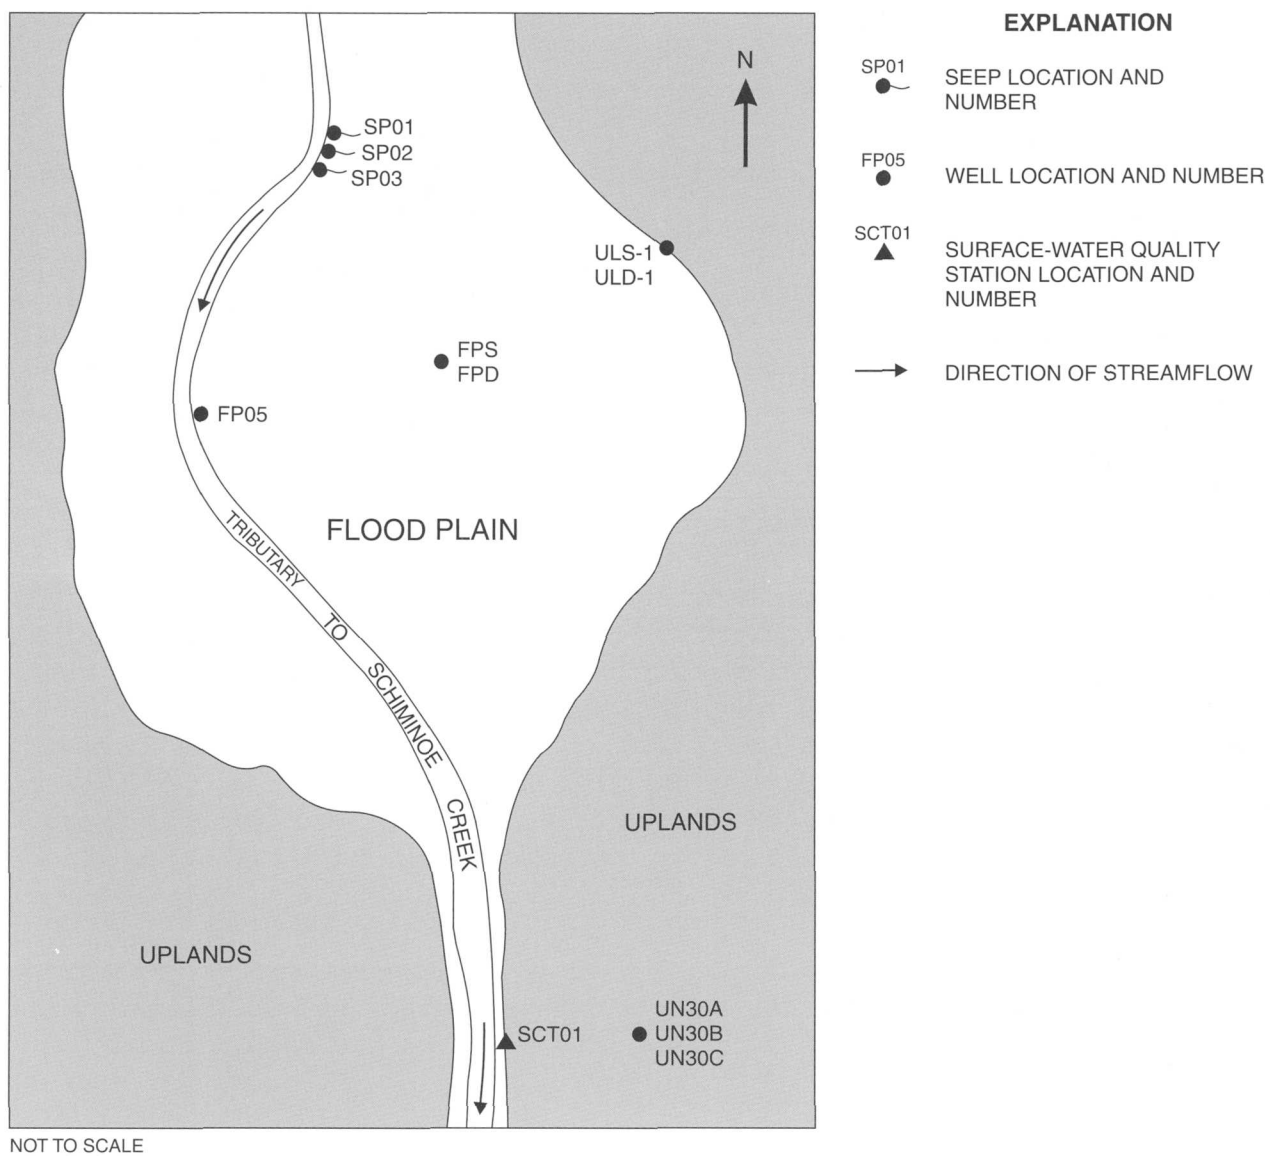 N
SP01
SP02
SP03
ULS-1
ULD-1
FPS
FPD
FP05
FLOOD PLAIN
TRIBUTARY TO SCHIMINOE CREEK
UPLANDS
UPLANDS
UN30A
SCT01
UN30B
UN30C
NOT TO SCALE
EXPLANATION
SP01
SEEP LOCATION AND
NUMBER
FP05
WELL LOCATION AND NUMBER
SCT01
SURFACE-WATER QUALITY
STATION LOCATION AND
NUMBER
DIRECTION OF STREAMFLOW